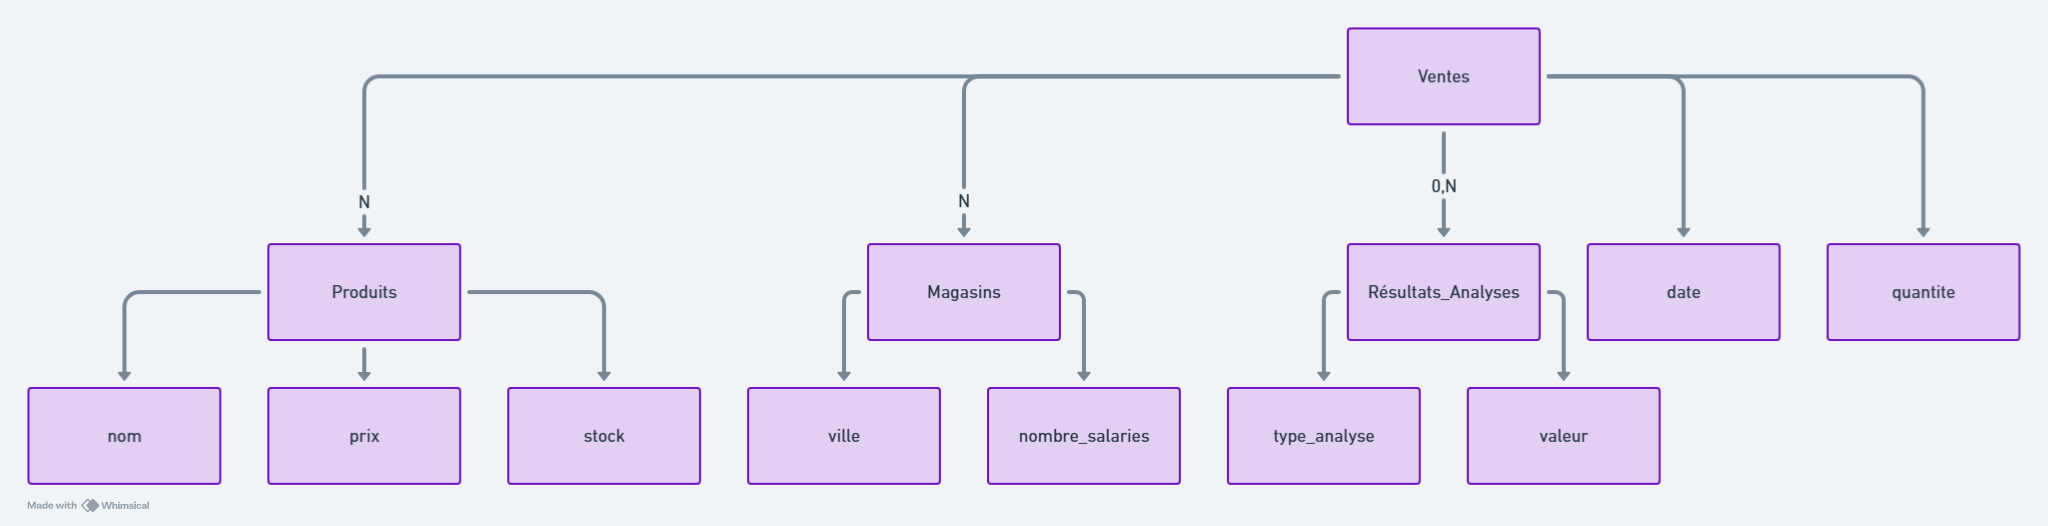 Ventes
N
N
0,N
Produits
Magasins
Résultats_Analyses
date
quantite
nom
prix
stock
ville
nombre_salaries
type_analyse
valeur
Made with Whimsical